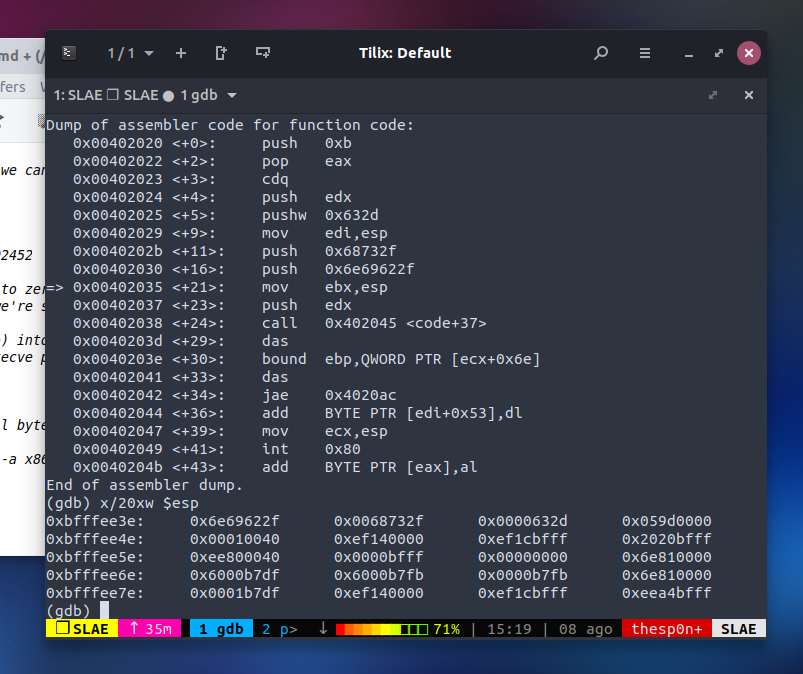 1 / 1
Tilix: Default
md + (/
fers
1: SLAE SLAE 1 gdb
Dump of assembler code for function code:
0x00402020 <+0>: push 0xb
0x00402022 <+2>: pop eax
0x00402023 <+3>: cdq
0x00402024 <+4>: push edx
0x00402025 <+5>: pushw 0x632d
0x00402029 <+9>: mov edi,esp
0x0040202b <+11>: push 0x68732f
0x00402030 <+16>: push 0x6e69622f
=> 0x00402035 <+21>: mov ebx,esp
0x00402037 <+23>: push edx
0x00402038 <+24>: call 0x402045 <code+37>
0x0040203d <+29>: das
0x0040203e <+30>: bound ebp,QWORD PTR [ecx+0x6e]
0x00402041 <+33>: das
0x00402042 <+34>: jae 0x4020ac
0x00402044 <+36>: add BYTE PTR [edi+0x53],dl
0x00402047 <+39>: mov ecx,esp
0x00402049 <+41>: int 0x80
0x0040204b <+43>: add BYTE PTR [eax],al
End of assembler dump.
(gdb) x/20xw $esp
0xbfffee3e: 0x6e69622f 0x0068732f 0x0000632d 0x059d0000
0xbfffee4e: 0x00010040 0xef140000 0xef1cbfff 0x2020bfff
0xbfffee5e: 0xee800040 0x0000bfff 0x00000000 0x6e810000
0xbfffee6e: 0x6000b7df 0x6000b7fb 0x0000b7fb 0x6e810000
0xbfffee7e: 0x0001b7df 0xef140000 0xef1cbfff 0xeea4bfff
(gdb)
SLAE ↑ 35m 1 gdb 2 p> ↓ 71% | 15:19 | 08 ago thesp0n+ SLAE
we can
02452
to zer
we're s
) into
ecve p
l byte
-a x86